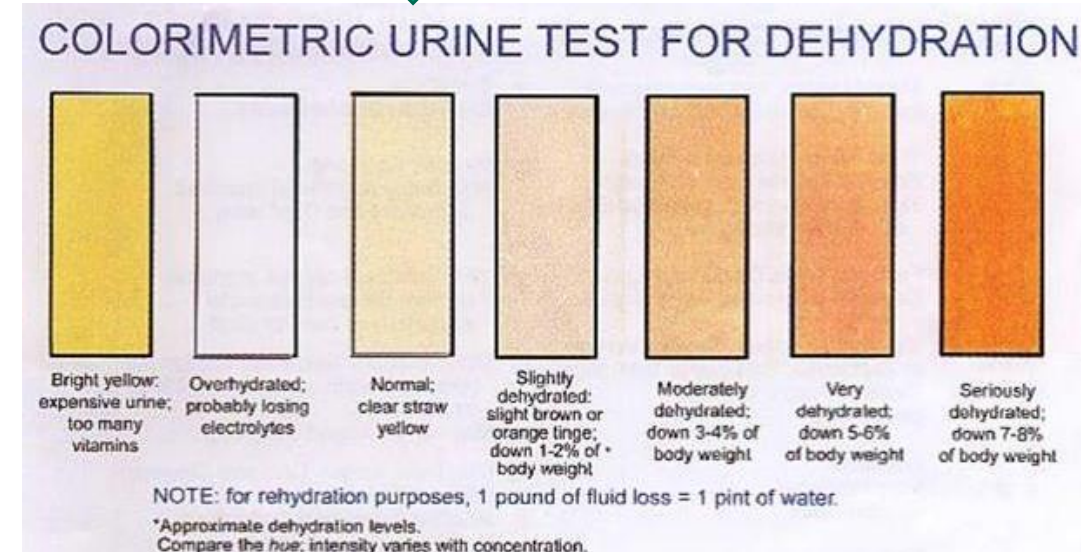 COLORIMETRIC URINE TEST FOR DEHYDRATION
Bright yellow:
expensive urine;
too many
vitamins
Overhydrated;
probably losing
electrolytes
Normal;
clear straw
yellow
Slightly
dehydrated:
slight brown or
orange tinge;
down 1-2% of *
body weight
Moderately
dehydrated;
down 3-4% of
body weight
Very
dehydrated;
down 5-6%
of body weight
Seriously
dehydrated;
down 7-8%
of body weight
NOTE: for rehydration purposes, 1 pound of fluid loss = 1 pint of water.
*Approximate dehydration levels.
Compare the hue; intensity varies with concentration.